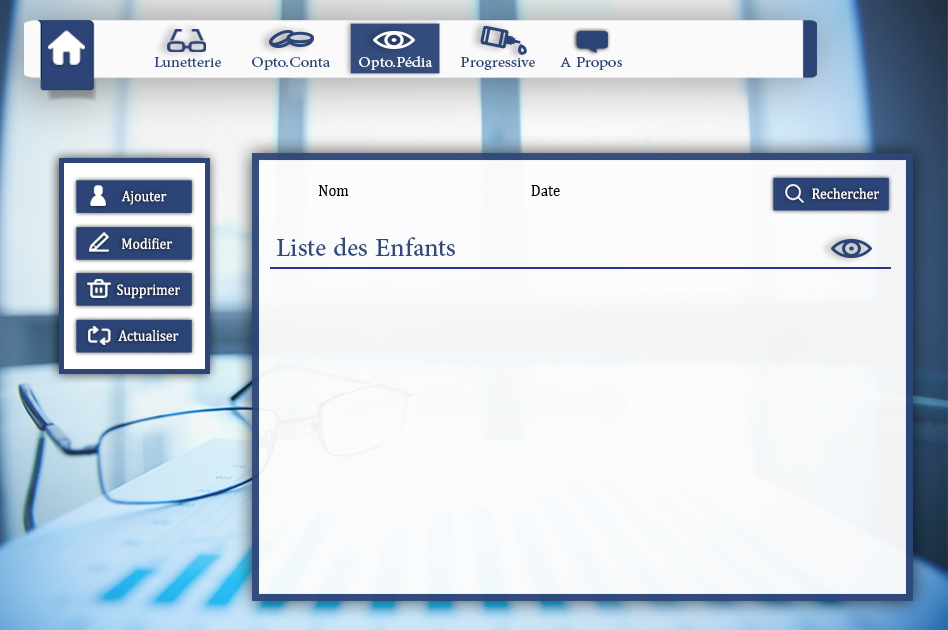 Lunetterie
Opto.Conta
Opto.Pédia
Progressive
A Propos
Ajouter
Modifier
Supprimer
Actualiser
Nom
Date
Rechercher
Liste des Enfants